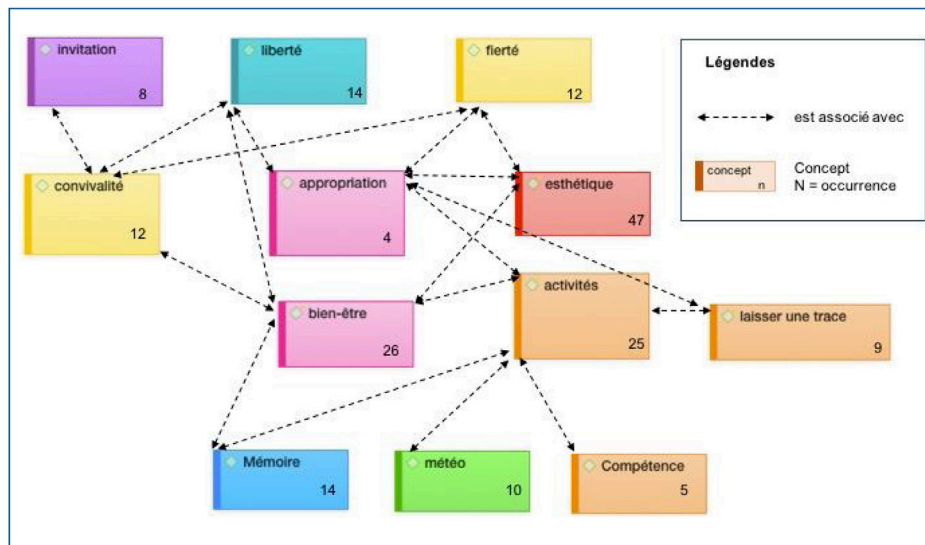 invitation
8
liberté
14
fierté
12
Légendes
est associé avec
concept
n
Concept
N = occurrence
convivalité
12
appropriation
4
esthétique
47
bien-être
26
activités
25
laisser une trace
9
Mémoire
14
météo
10
Compétence
5